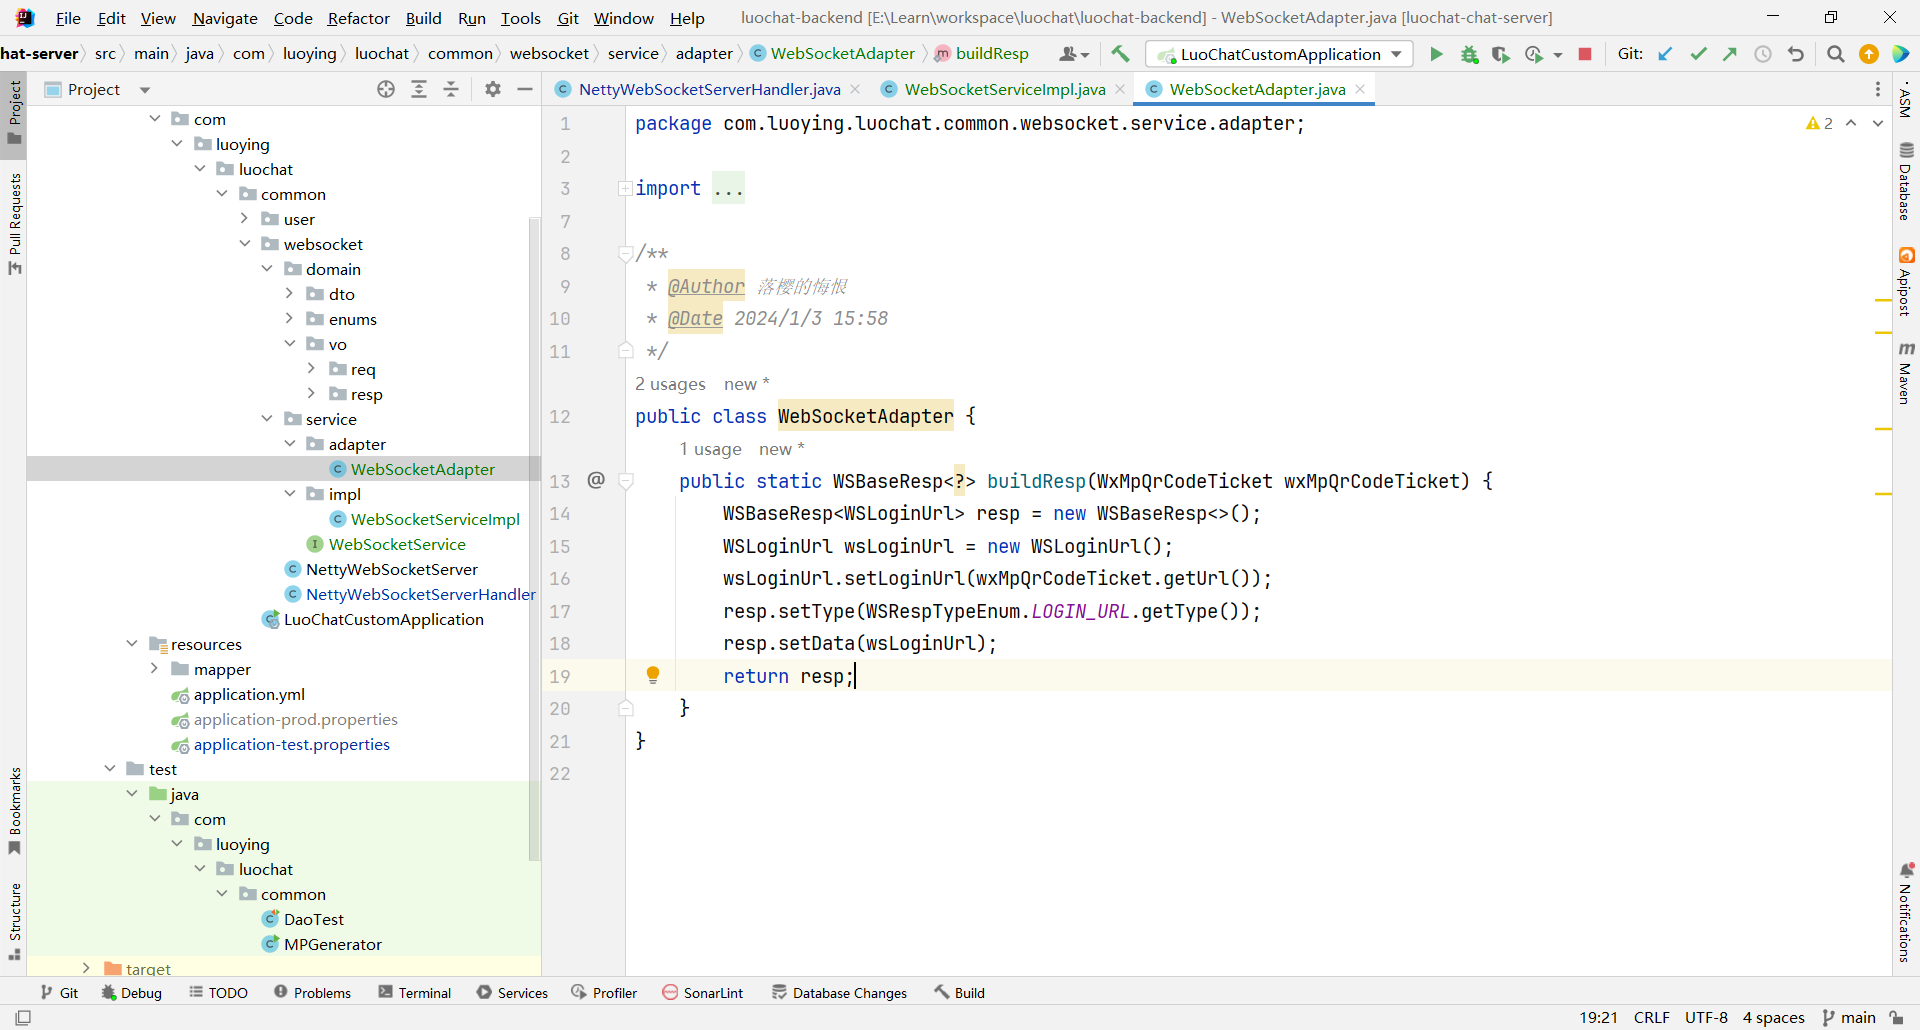 File Edit View Navigate Code Refactor Build Run Tools Git Window Help luochat-backend [E:\Learn\workspace\luochat\luochat-backend] - WebSocketAdapter.java [luochat-chat-server]
hat-server src main java com luoying luochat common websocket service adapter WebSocketAdapter buildResp LuoChatCustomApplication Git:
Project
NettyWebSocketServerHandler.java WebSocketServiceImpl.java WebSocketAdapter.java
Project
Pull Requests
Bookmarks
Structure
com
luoying
luochat
common
user
websocket
domain
dto
enums
vo
req
resp
service
adapter
WebSocketAdapter
impl
WebSocketServiceImpl
WebSocketService
NettyWebSocketServer
NettyWebSocketServerHandler
LuoChatCustomApplication
resources
mapper
application.yml
application-prod.properties
application-test.properties
test
java
com
luoying
luochat
common
DaoTest
MPGenerator
target
1 package com.luoying.luochat.common.websocket.service.adapter;
2
3 import ...
7
8 /**
9 * @Author 落樱的悔恨
10 * @Date 2024/1/3 15:58
11 */
2 usages new *
12 public class WebSocketAdapter {
1 usage new *
13 @ public static WSBaseResp<?> buildResp(WxMpQrCodeTicket wxMpQrCodeTicket) {
14 WSBaseResp<WSLoginUrl> resp = new WSBaseResp<>();
15 WSLoginUrl wsLoginUrl = new WSLoginUrl();
16 wsLoginUrl.setLoginUrl(wxMpQrCodeTicket.getUrl());
17 resp.setType(WSRespTypeEnum.LOGIN_URL.getType());
18 resp.setData(wsLoginUrl);
19 return resp;
20 }
21 }
22
2
ASM
Database
Apipost
Maven
Notifications
Git Debug TODO Problems Terminal Services Profiler SonarLint Database Changes Build
19:21 CRLF UTF-8 4 spaces main